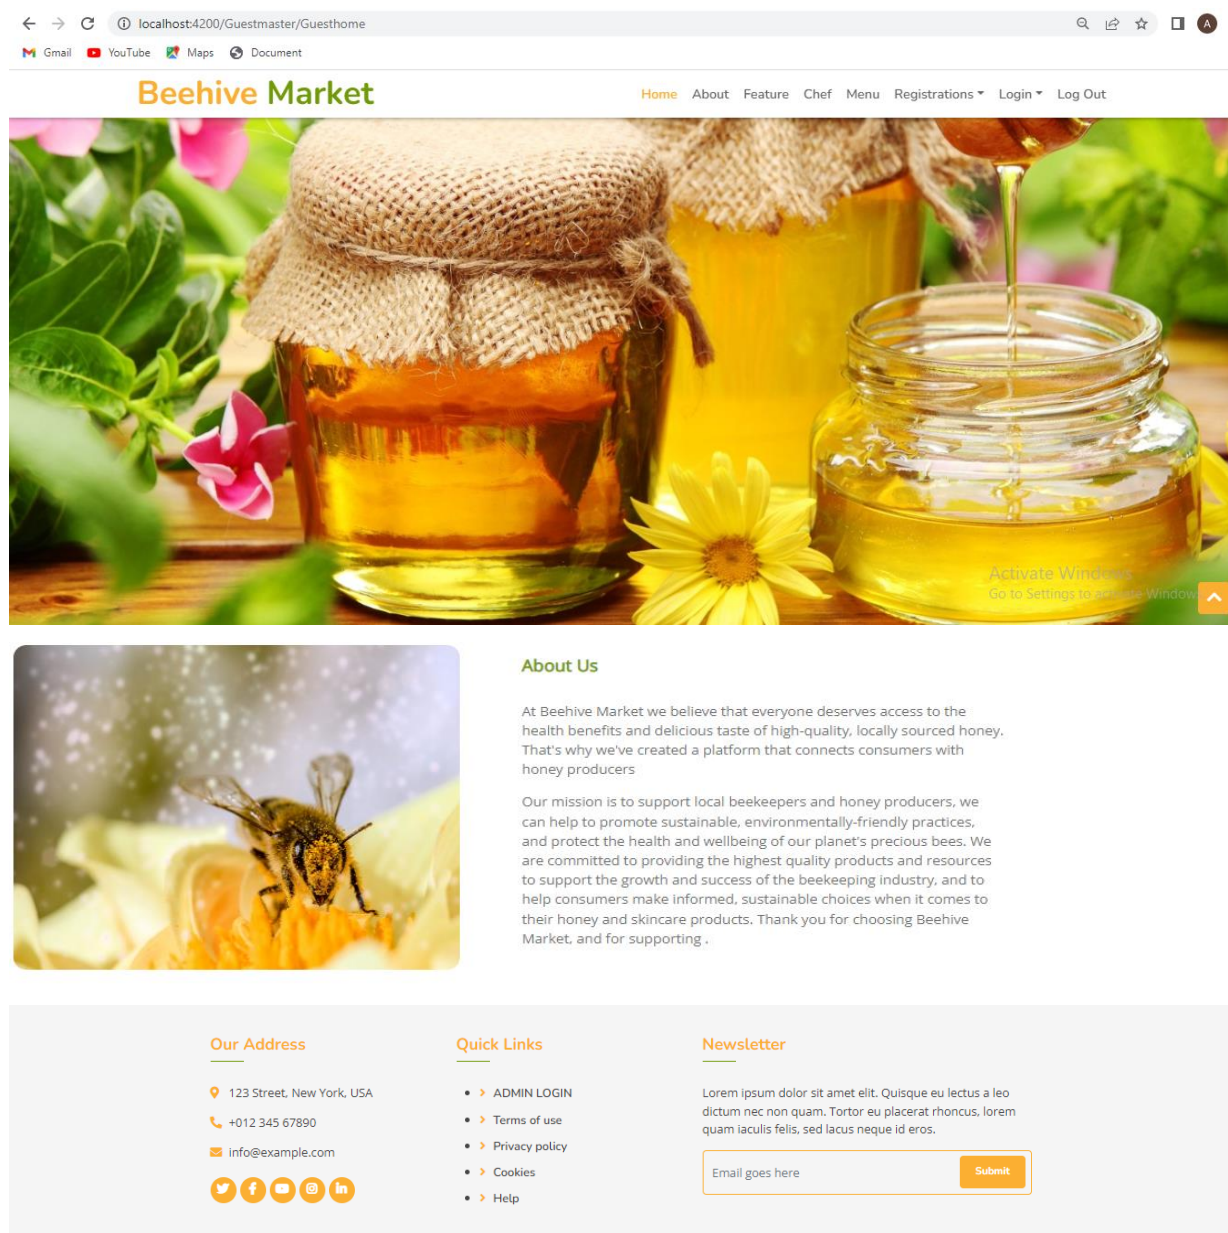 localhost:4200/Guestmaster/Guesthome
A
Gmail YouTube Maps Document
Beehive Market
Home About Feature Chef Menu Registrations Login Log Out
Activate Windows
Go to Settings to activate Windows
About Us
At Beehive Market we believe that everyone deserves access to the
health benefits and delicious taste of high-quality, locally sourced honey.
That's why we've created a platform that connects consumers with
honey producers
Our mission is to support local beekeepers and honey producers, we
can help to promote sustainable, environmentally-friendly practices,
and protect the health and wellbeing of our planet's precious bees. We
are committed to providing the highest quality products and resources
to support the growth and success of the beekeeping industry, and to
help consumers make informed, sustainable choices when it comes to
their honey and skincare products. Thank you for choosing Beehive
Market, and for supporting .
Our Address
123 Street, New York, USA
+012 345 67890
info@example.com
Quick Links
ADMIN LOGIN
Terms of use
Privacy policy
Cookies
Help
Newsletter
Lorem ipsum dolor sit amet elit. Quisque eu lectus a leo
dictum nec non quam. Tortor eu placerat rhoncus, lorem
quam iaculis felis, sed lacus neque id eros.
Email goes here
Submit